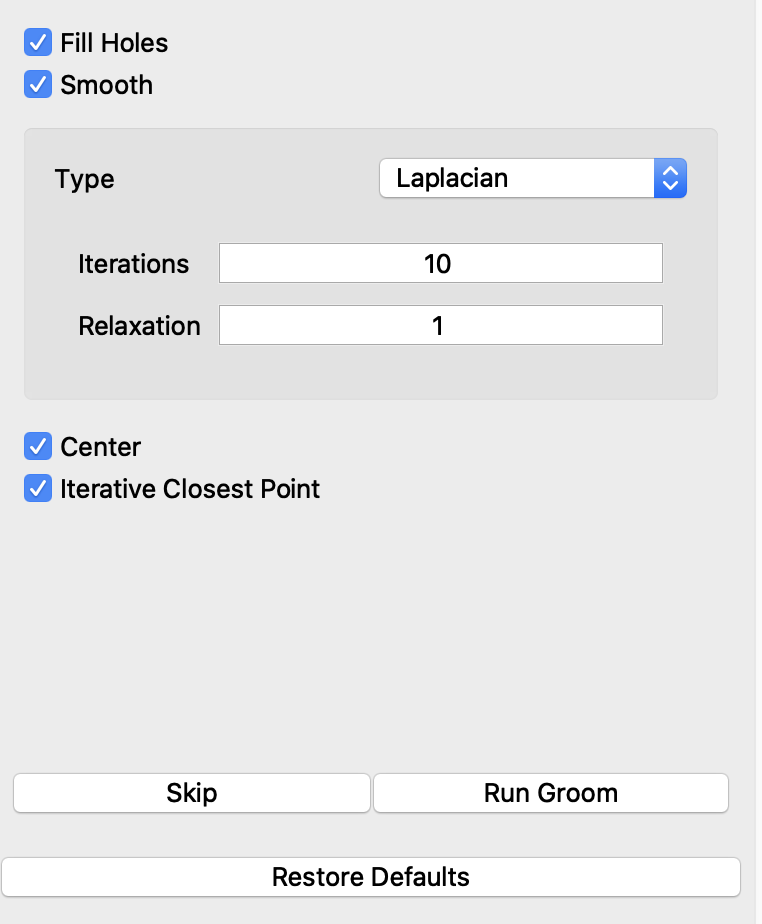 Fill Holes
Smooth
Type Laplacian
Iterations 10
Relaxation 1
Center
Iterative Closest Point
Skip Run Groom
Restore Defaults